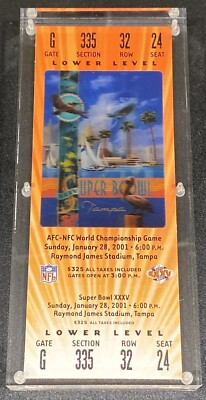 G 335 32 24
GATE SECTION ROW SEAT
LOWER LEVEL
SUPER BOWL
Tampa
AFC-NFC World Championship Game
Sunday, January 28, 2001 • 6:00 P.M.
Raymond James Stadium, Tampa
NFL
$325 ALL TAXES INCLUDED
GATES OPEN AT 3:00 P.M.
XXXV
Super Bowl XXXV
Sunday, January 28, 2001 • 6:00 P.M.
Raymond James Stadium, Tampa
$325 ALL TAXES INCLUDED
LOWER LEVEL
GATE SECTION ROW SEAT
G 335 32 24